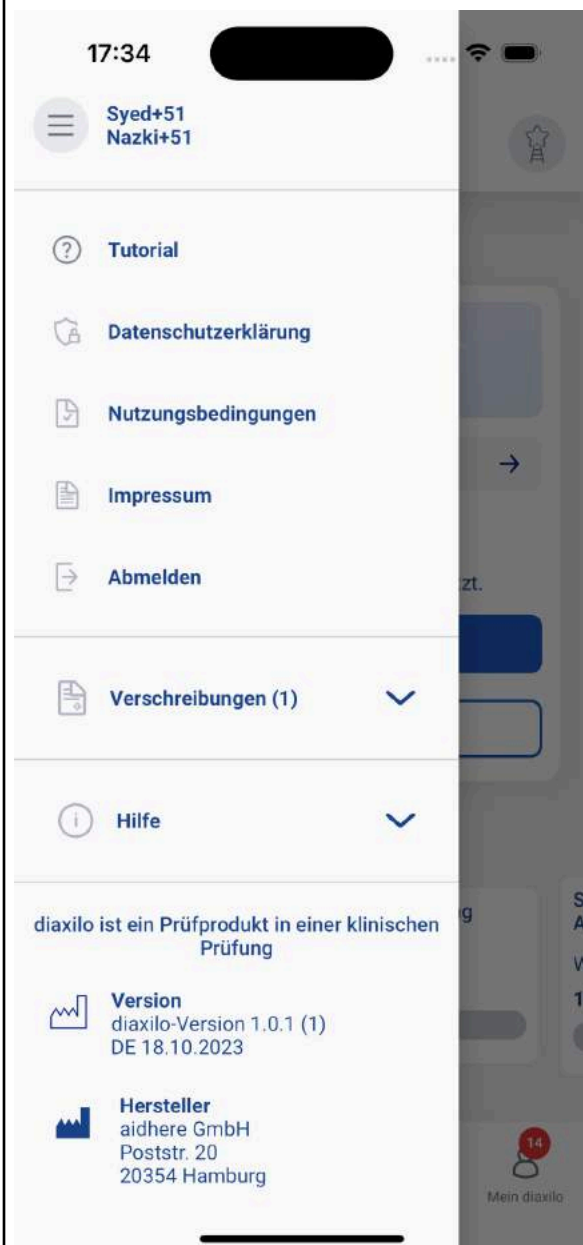 17:34
Syed+51
Nazki+51
Tutorial
Datenschutzerklärung
Nutzungsbedingungen
Impressum
Abmelden
zt.
Verschreibungen (1)
Hilfe
g
S
A
W
1
diaxilo ist ein Prüfprodukt in einer klinischen
Prüfung
Version
diaxilo-Version 1.0.1 (1)
DE 18.10.2023
Hersteller
aidhere GmbH
Poststr. 20
20354 Hamburg
14
Mein diaxilo